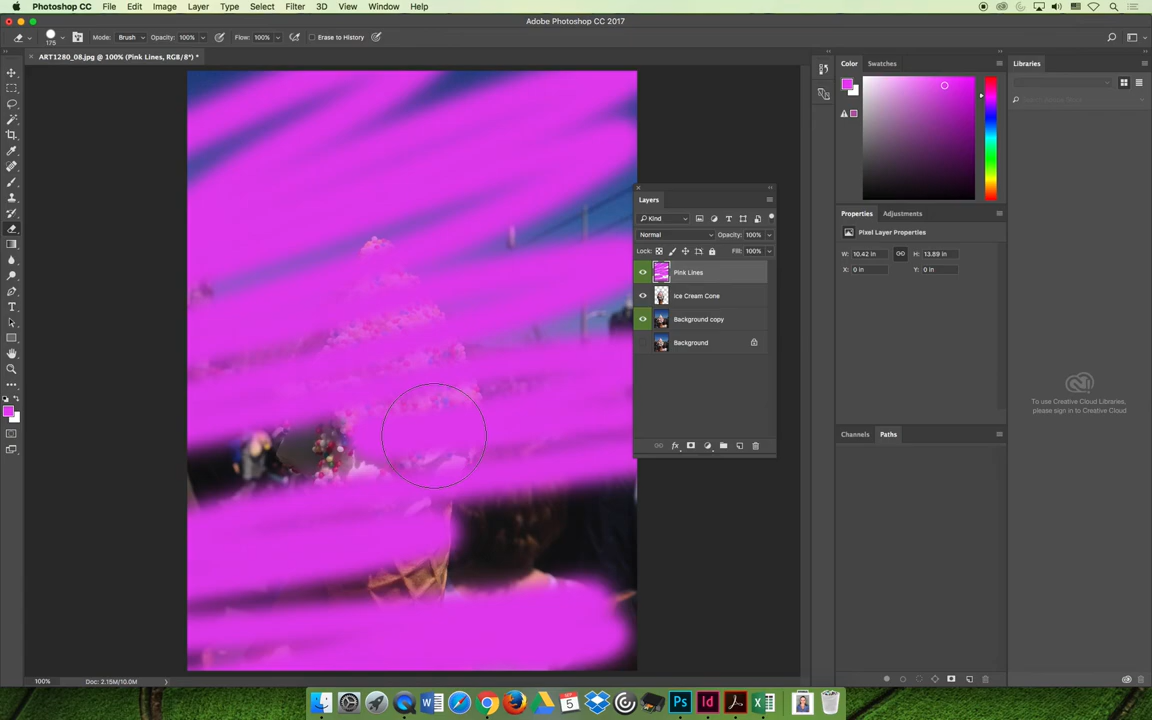 Photoshop CC File Edit Image Layer Type Select Filter 3D View Window Help
Adobe Photoshop CC 2017
175 Mode: Brush Opacity: 100% Flow: 100% Erase to History
ART1280_08.jpg @ 100% (Pink Lines, RGB/8*) *
Color Swatches
Libraries
Layers
Kind
Normal Opacity: 100%
Lock: Fill: 100%
Pink Lines
Ice Cream Cone
Background copy
Background
Properties Adjustments
Pixel Layer Properties
W: 10.42 in H: 13.89 in
X: 0 in Y: 0 in
To use Creative Cloud Libraries,
please sign in to Creative Cloud
Channels Paths
100% Doc: 2.15M/10.0M
5
Ps Id